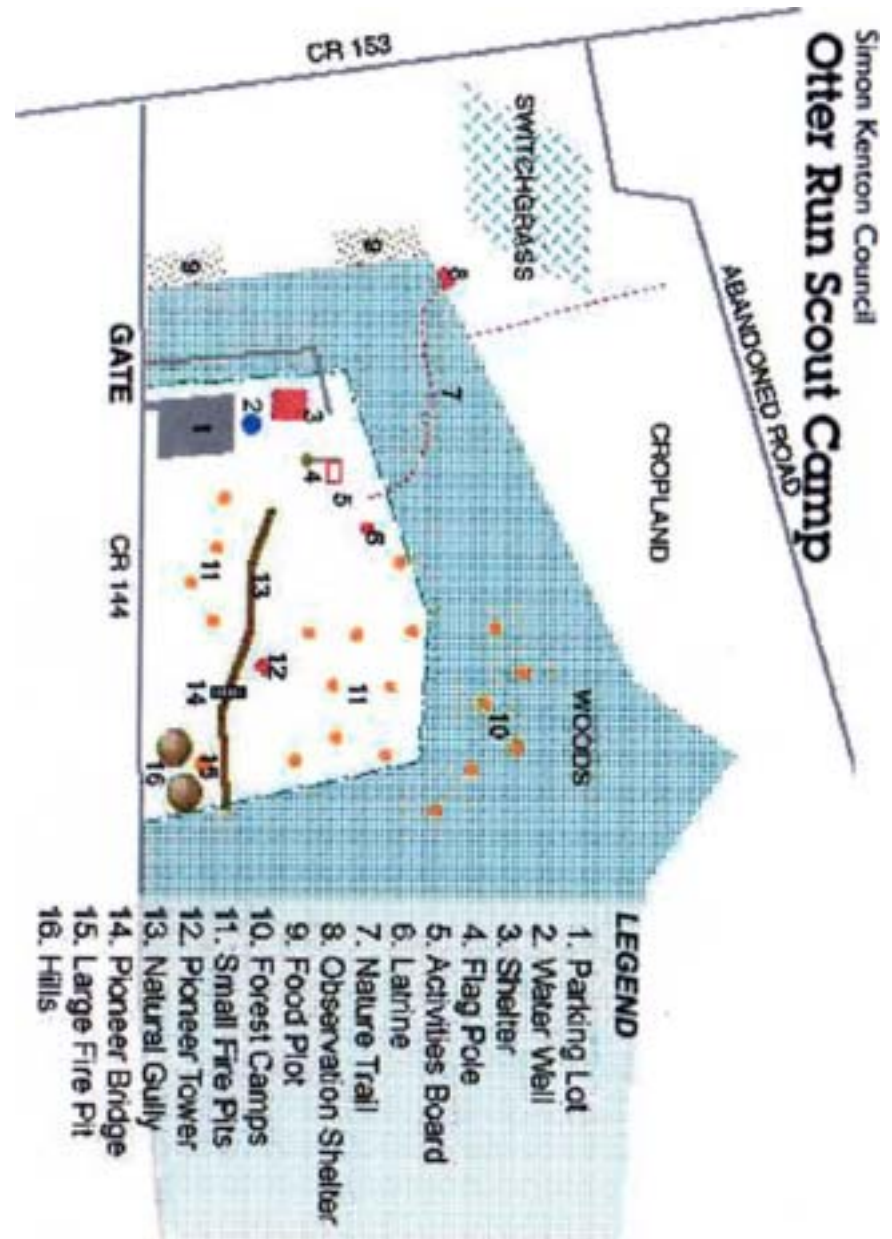 Simon Kenton Council
Otter Run Scout Camp
CR 153
SWITCHGRASS
ABANDONED ROAD
CROPLAND
WOODS
9
9
8
7
GATE
1
2
3
4
5
6
CR 144
11
13
12
14
11
10
15
16
LEGEND
1. Parking Lot
2. Water Well
3. Shelter
4. Flag Pole
5. Activities Board
6. Latrine
7. Nature Trail
8. Observation Shelter
9. Food Plot
10. Forest Camps
11. Small Fire Pits
12. Pioneer Tower
13. Natural Gully
14. Pioneer Bridge
15. Large Fire Pit
16. Hills